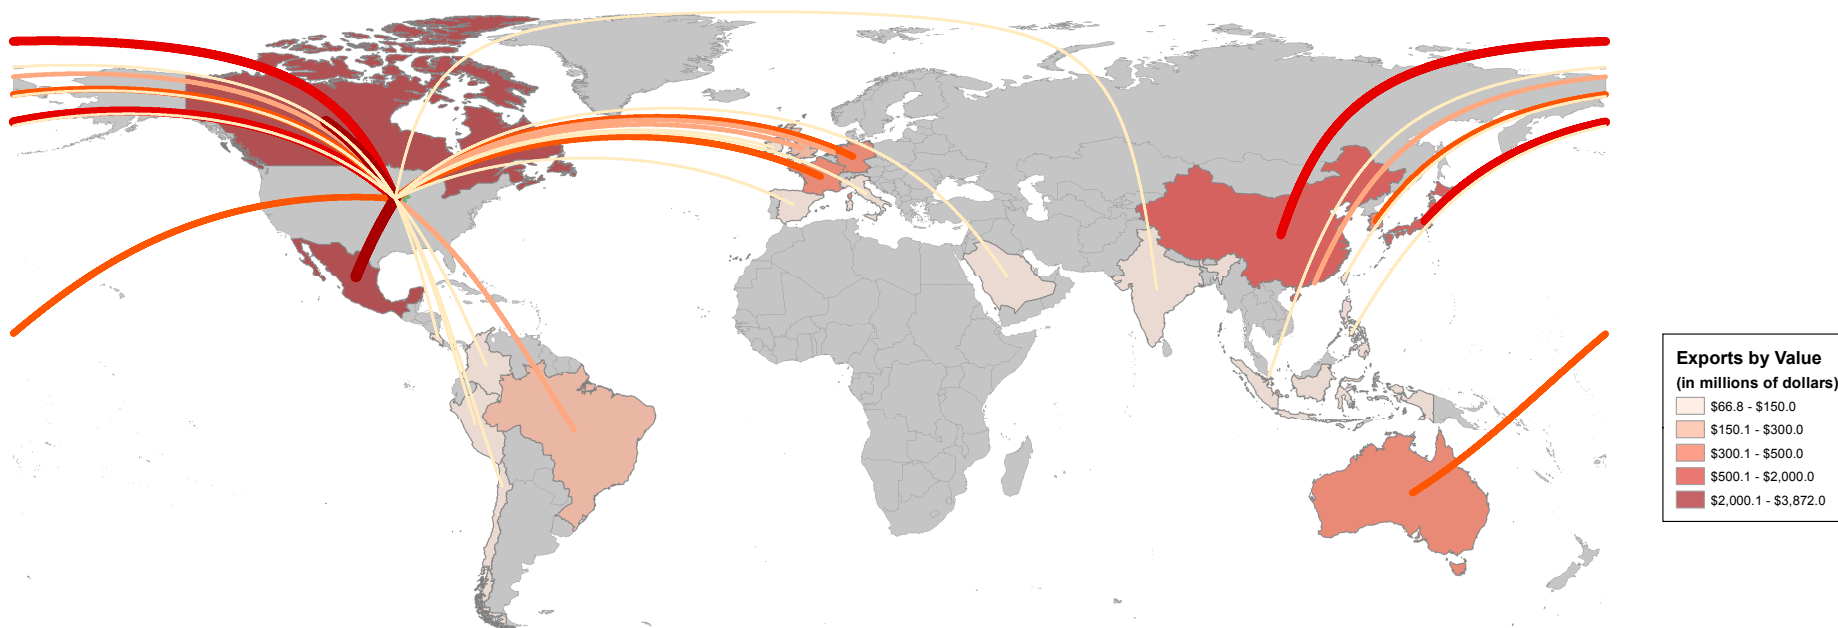 Exports by Value
(in millions of dollars)
$66.8 - $150.0
$150.1 - $300.0
$300.1 - $500.0
$500.1 - $2,000.0
$2,000.1 - $3,872.0